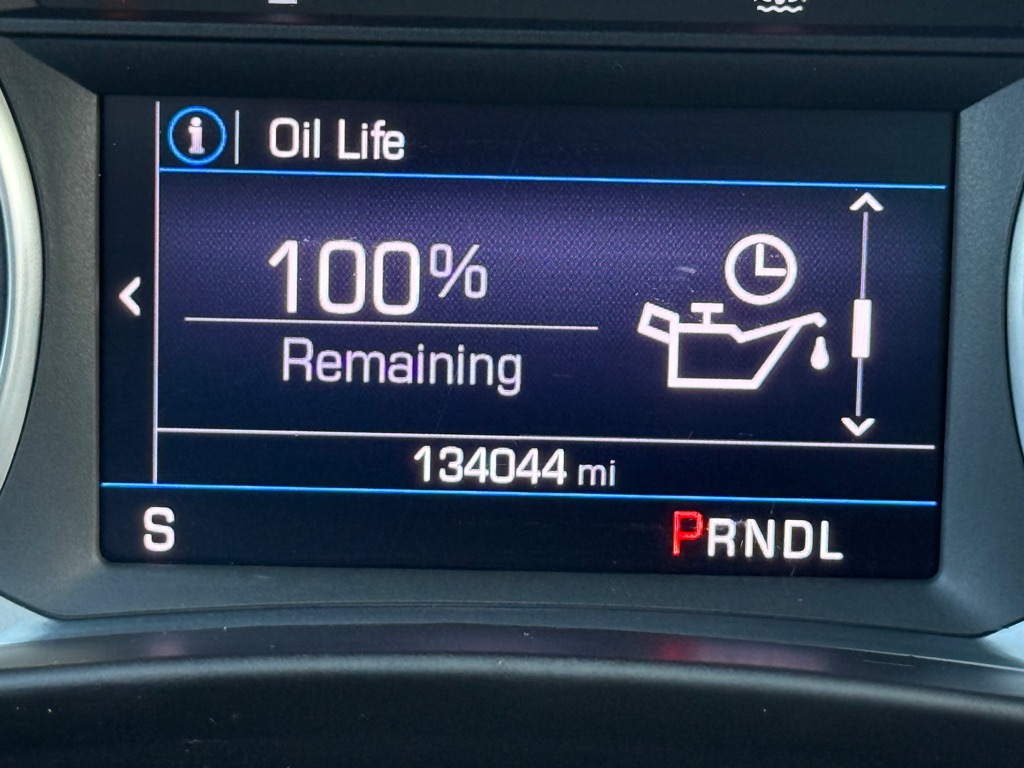 i Oil Life
100%
Remaining
134044 mi
S PRNDL